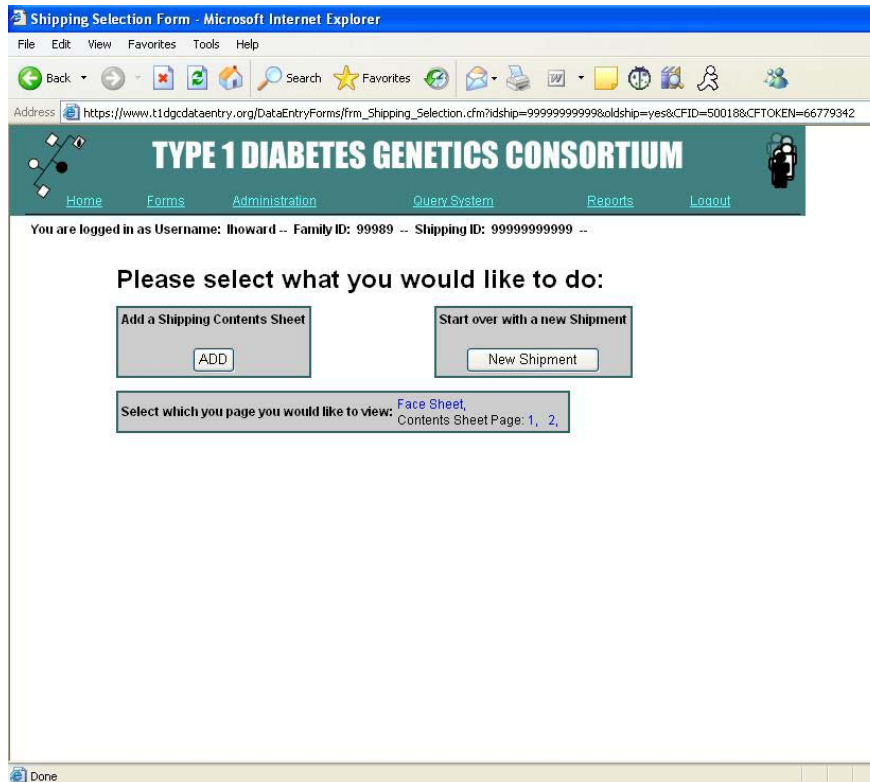 Shipping Selection Form - Microsoft Internet Explorer
File Edit View Favorites Tools Help
Back Search Favorites
Address https://www.t1dgcdataentry.org/DataEntryForms/frm_Shipping_Selection.cfm?idship=99999999999&oldship=yes&CFID=50018&CFTOKEN=66779342
TYPE 1 DIABETES GENETICS CONSORTIUM
Home Forms Administration Query System Reports Logout
You are logged in as Username: lhoward -- Family ID: 99989 -- Shipping ID: 99999999999 --
Please select what you would like to do:
Add a Shipping Contents Sheet Start over with a new Shipment
ADD New Shipment
Select which you page you would like to view: Face Sheet,
Contents Sheet Page: 1, 2,
Done